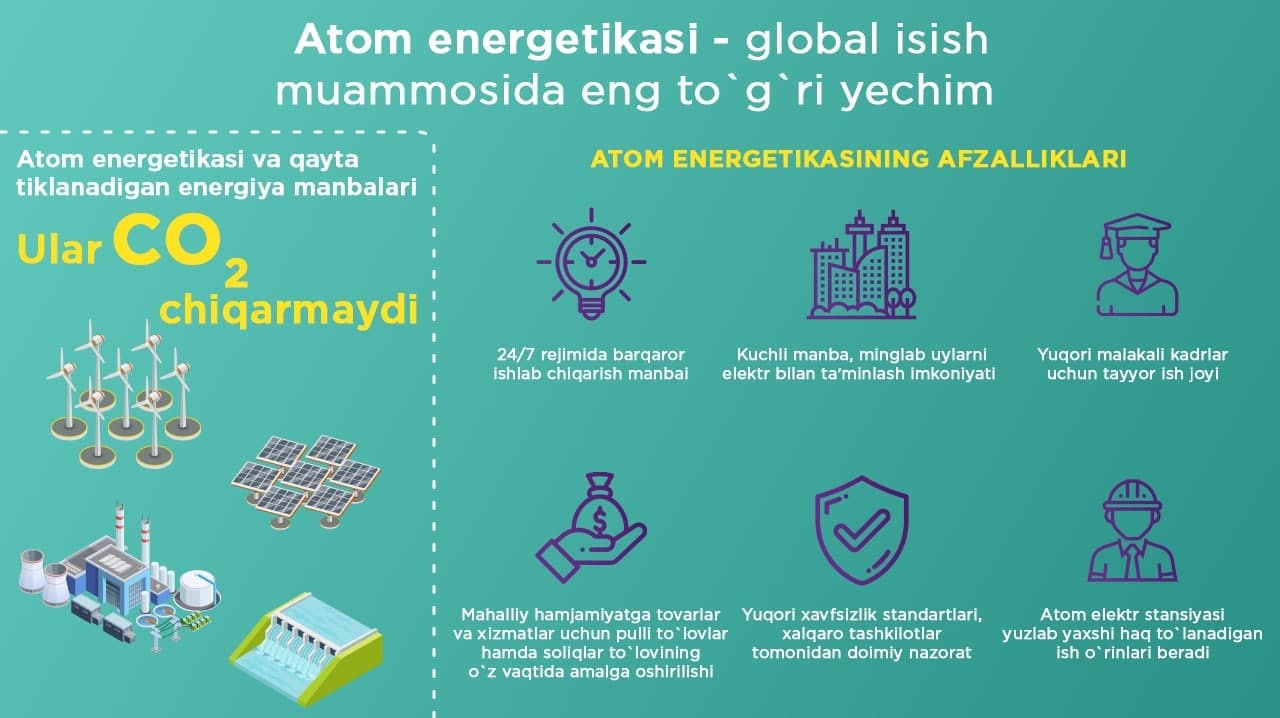 Atom energetikasi - global isish
muammosida eng to`g`ri yechim
Atom energetikasi va qayta
tiklanadigan energiya manbalari
Ular CO2
chiqarmaydi
ATOM ENERGETIKASINING AFZALLIKLARI
24/7 rejimida barqaror
ishlab chiqarish manbai
Kuchli manba, minglab uylarni
elektr bilan ta'minlash imkoniyati
Yuqori malakali kadrlar
uchun tayyor ish joyi
$
Mahalliy hamjamiyatga tovarlar
va xizmatlar uchun pulli to`lovlar
hamda soliqlar to`lovining
o`z vaqtida amalga oshirilishi
Yuqori xavfsizlik standartlari,
xalqaro tashkilotlar
tomonidan doimiy nazorat
Atom elektr stansiyasi
yuzlab yaxshi haq to`lanadigan
ish o`rinlari beradi